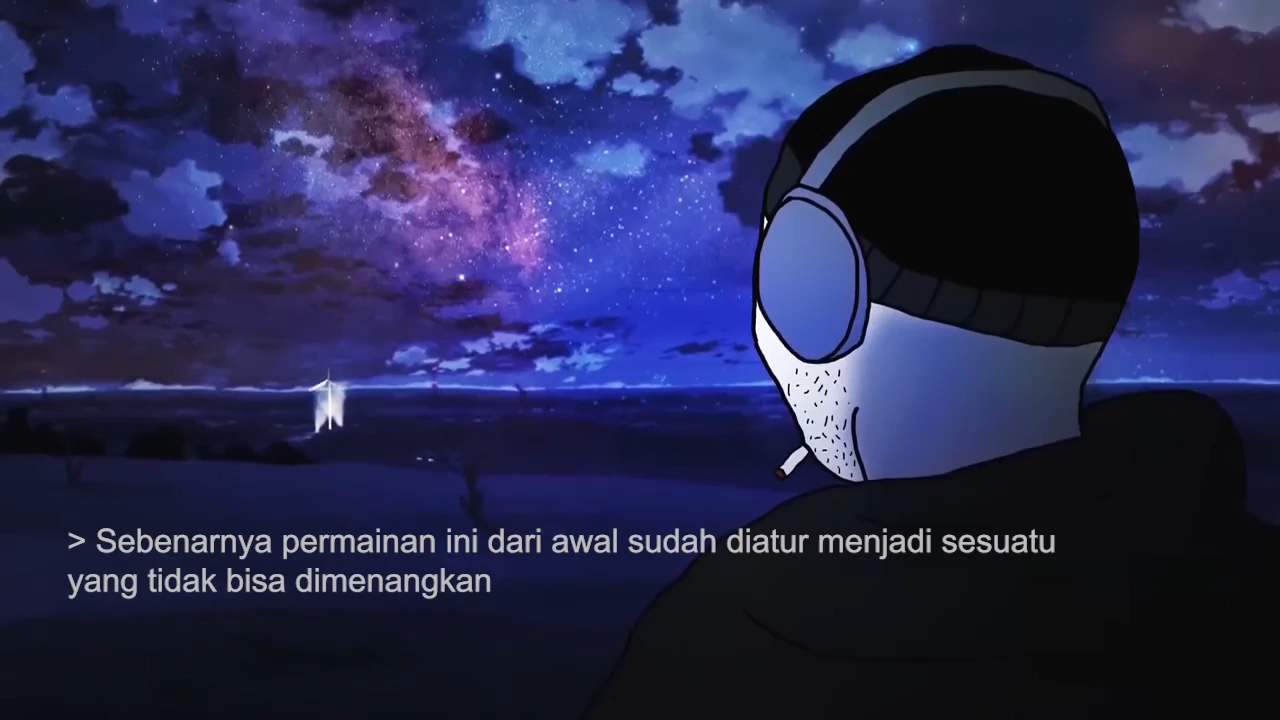 > Sebenarnya permainan ini dari awal sudah diatur menjadi sesuatu
yang tidak bisa dimenangkan